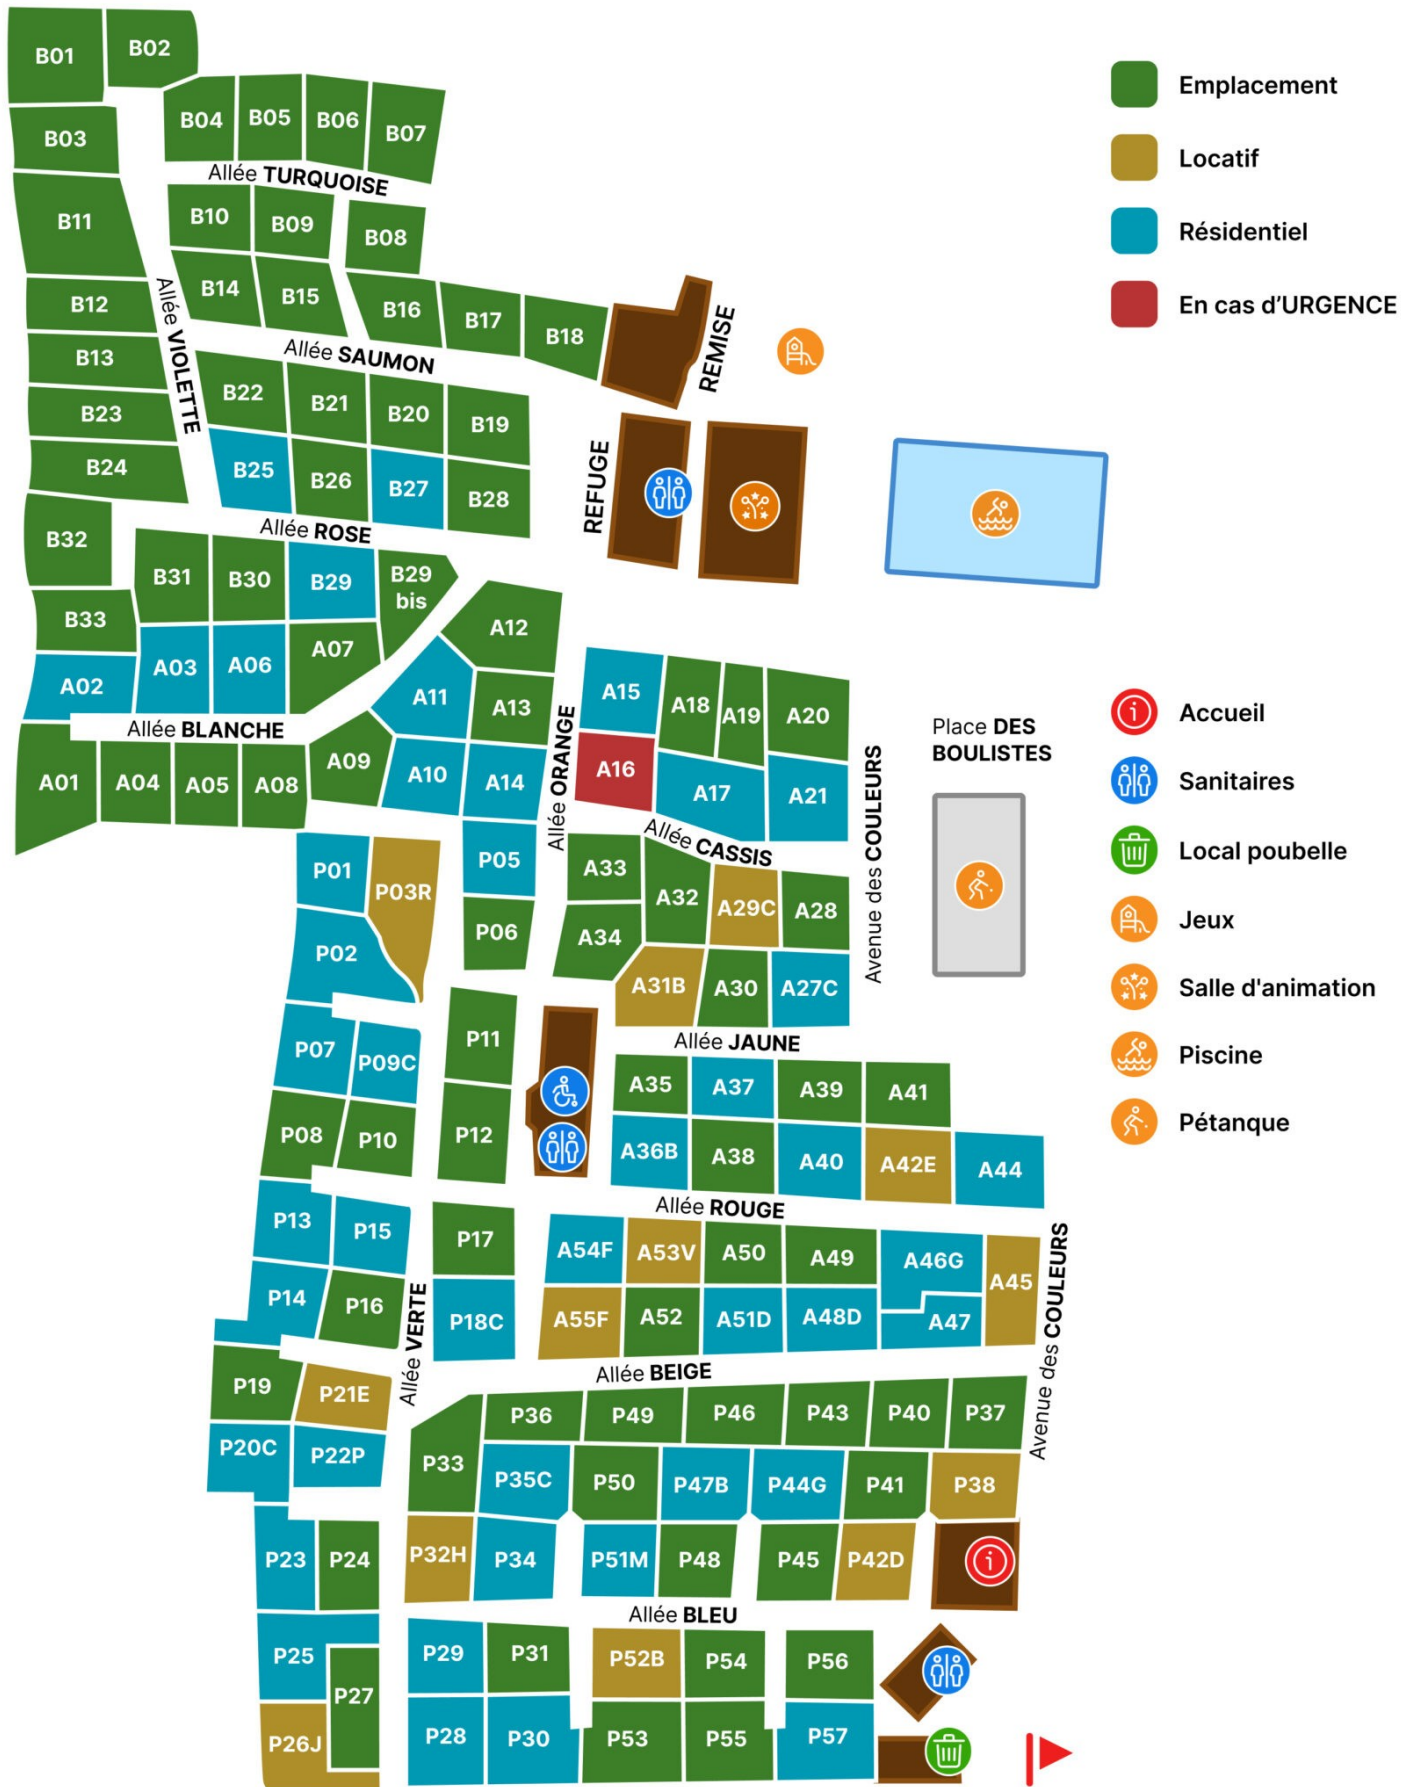 B01
B02
B03
B04
B05
B06
B07
Allée TURQUOISE
B11
B10
B09
B08
B12
B14
B15
B16
B17
B18
REMISE
Allée VIOLETTE
B13
Allée SAUMON
B23
B22
B21
B20
B19
B24
B25
B26
B27
B28
REFUGE
Allée ROSE
B32
B31
B30
B29
B29
bis
B33
A12
A02
A03
A06
A07
A11
A13
A15
A18
A19
A20
Allée BLANCHE
Allée ORANGE
A01
A04
A05
A08
A09
A10
A14
A16
A17
A21
Avenue des COULEURS
Place DES
BOULISTES
Allée CASSIS
P01
P03R
P05
A33
A32
A29C
A28
P02
P06
A34
A31B
A30
A27C
Allée JAUNE
P07
P09C
P11
A35
A37
A39
A41
P08
P10
P12
A36B
A38
A40
A42E
A44
Allée ROUGE
P13
P15
P17
A54F
A53V
A50
A49
A46G
A45
P14
P16
P18C
A55F
A52
A51D
A48D
A47
Allée VERTE
Allée BEIGE
Avenue des COULEURS
P19
P21E
P36
P49
P46
P43
P40
P37
P20C
P22P
P33
P35C
P50
P47B
P44G
P41
P38
P23
P24
P32H
P34
P51M
P48
P45
P42D
Allée BLEU
P25
P27
P29
P31
P52B
P54
P56
P26J
P28
P30
P53
P55
P57
Emplacement
Locatif
Résidentiel
En cas d’URGENCE
Accueil
Sanitaires
Local poubelle
Jeux
Salle d'animation
Piscine
Pétanque